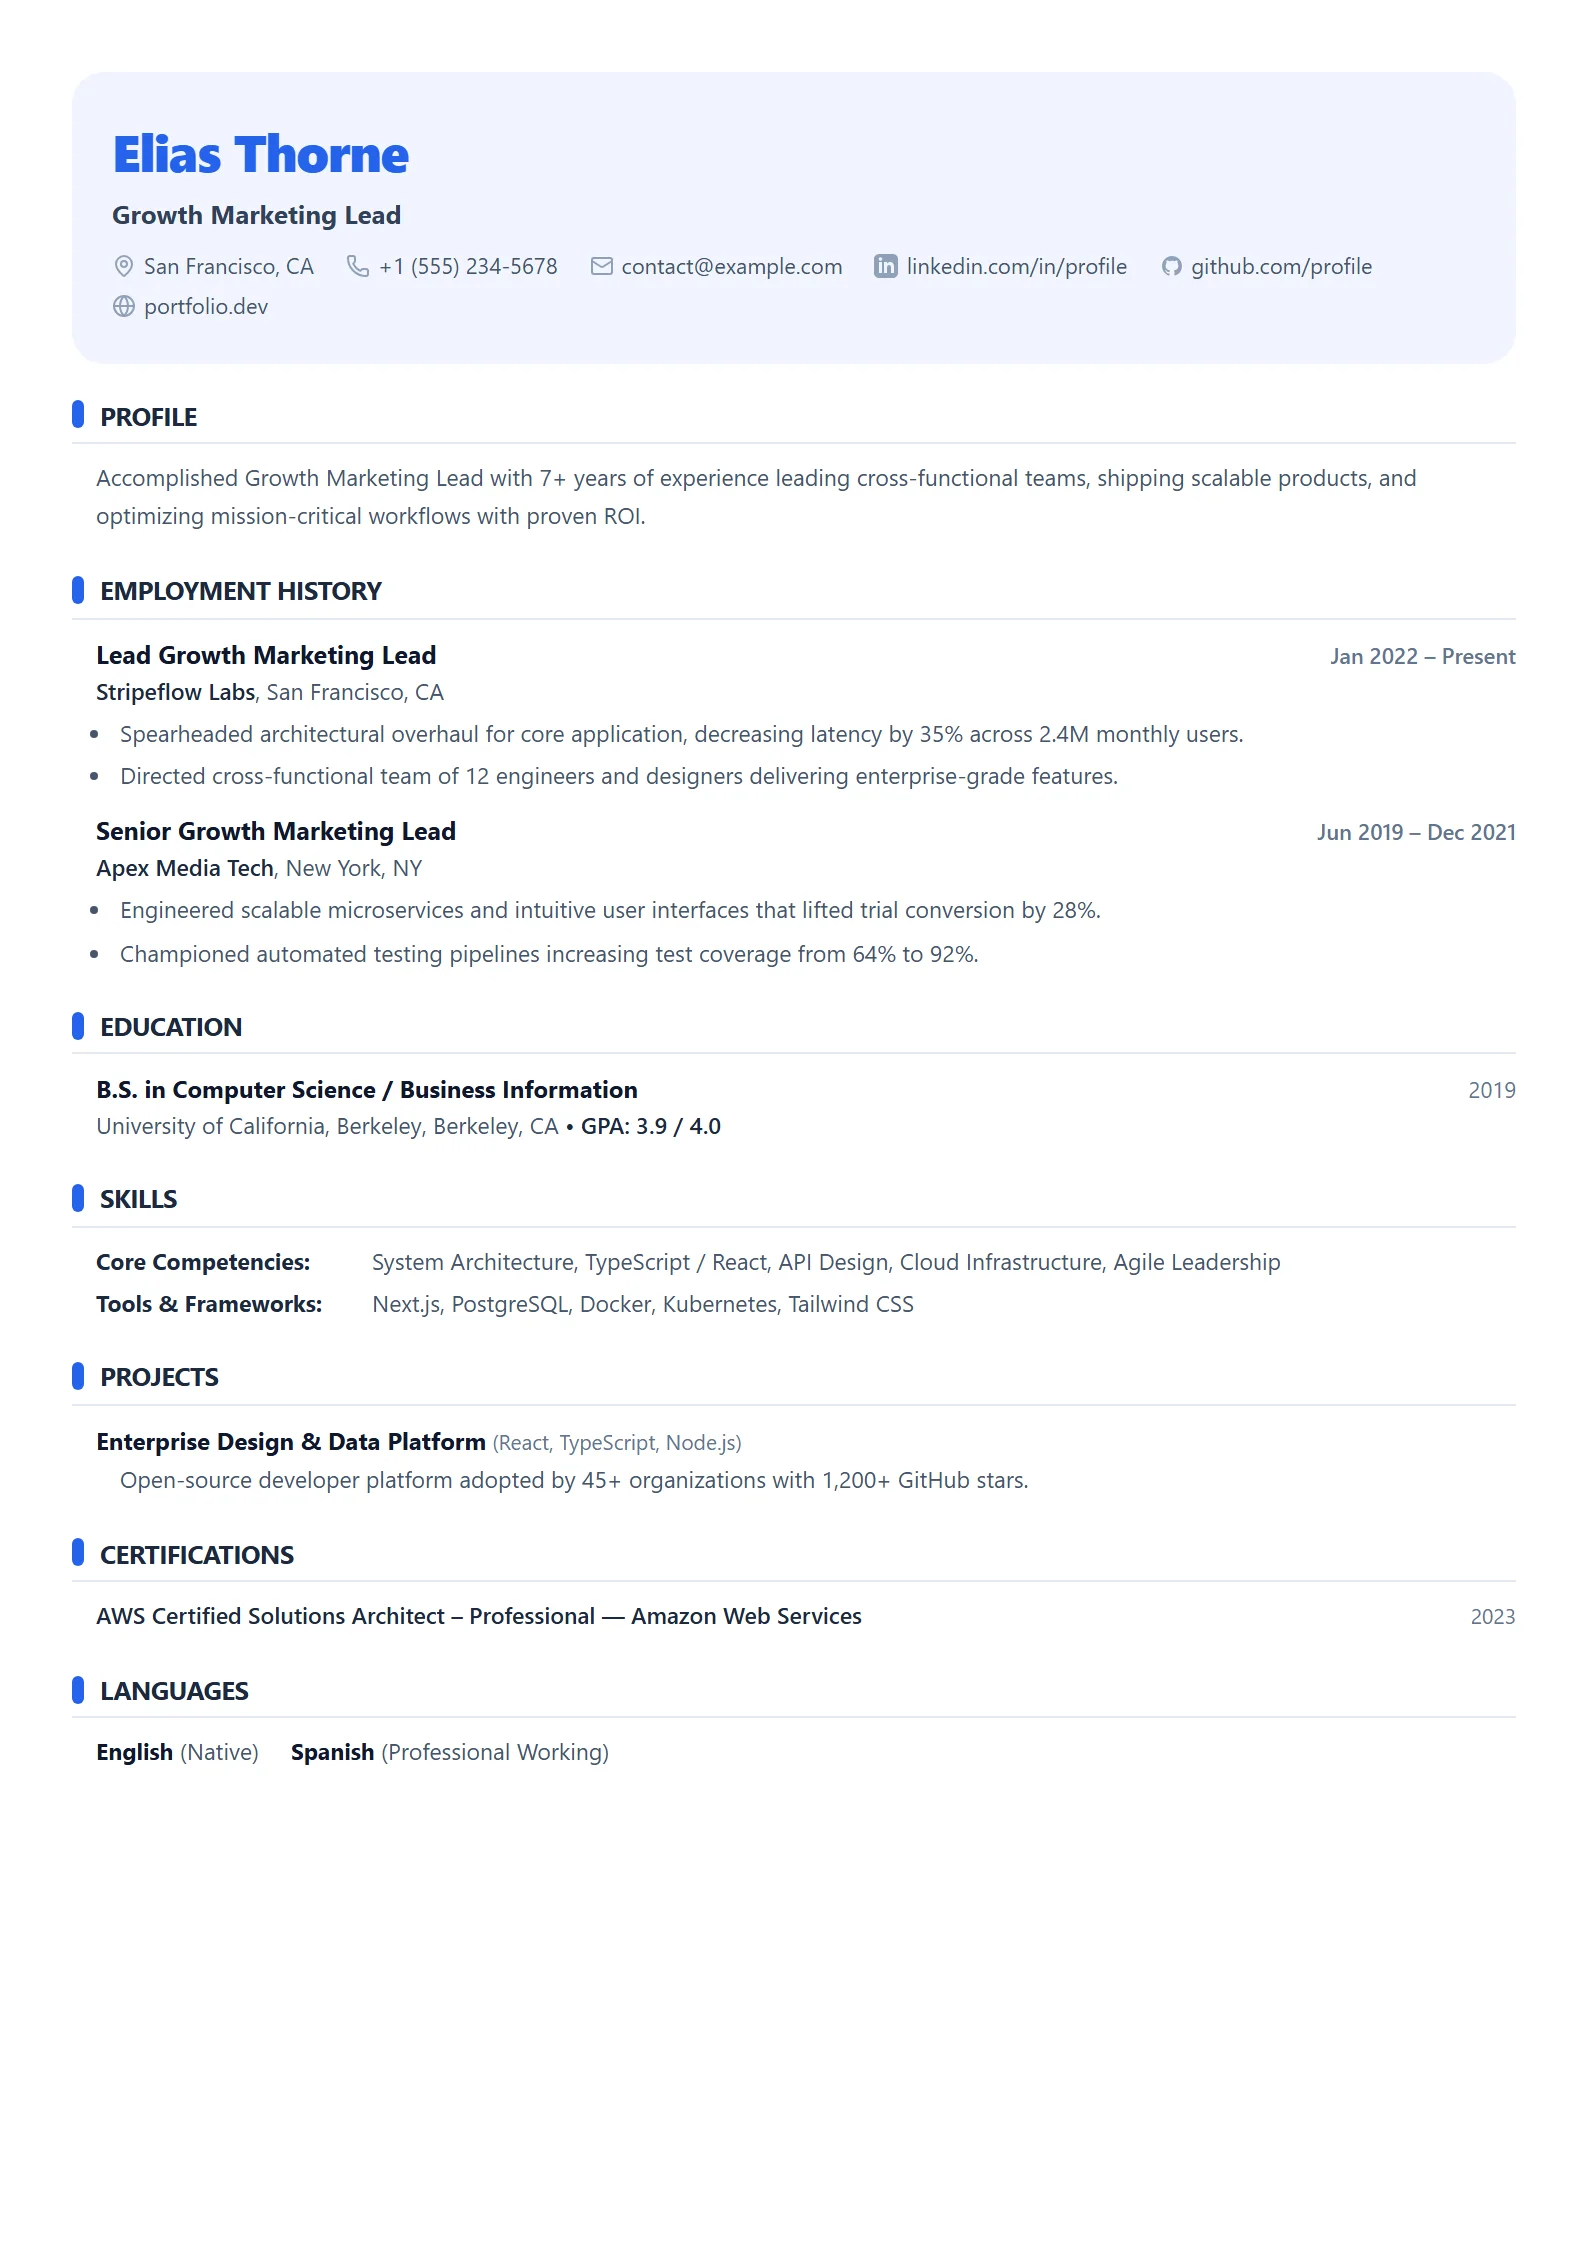 Elias Thorne
Growth Marketing Lead
San Francisco, CA +1 (555) 234-5678 contact@example.com linkedin.com/in/profile github.com/profile
portfolio.dev
PROFILE
Accomplished Growth Marketing Lead with 7+ years of experience leading cross-functional teams, shipping scalable products, and
optimizing mission-critical workflows with proven ROI.
EMPLOYMENT HISTORY
Lead Growth Marketing Lead Jan 2022 – Present
Stripeflow Labs, San Francisco, CA
• Spearheaded architectural overhaul for core application, decreasing latency by 35% across 2.4M monthly users.
• Directed cross-functional team of 12 engineers and designers delivering enterprise-grade features.
Senior Growth Marketing Lead Jun 2019 – Dec 2021
Apex Media Tech, New York, NY
• Engineered scalable microservices and intuitive user interfaces that lifted trial conversion by 28%.
• Championed automated testing pipelines increasing test coverage from 64% to 92%.
EDUCATION
B.S. in Computer Science / Business Information 2019
University of California, Berkeley, Berkeley, CA • GPA: 3.9 / 4.0
SKILLS
Core Competencies: System Architecture, TypeScript / React, API Design, Cloud Infrastructure, Agile Leadership
Tools & Frameworks: Next.js, PostgreSQL, Docker, Kubernetes, Tailwind CSS
PROJECTS
Enterprise Design & Data Platform (React, TypeScript, Node.js)
Open-source developer platform adopted by 45+ organizations with 1,200+ GitHub stars.
CERTIFICATIONS
AWS Certified Solutions Architect – Professional — Amazon Web Services 2023
LANGUAGES
English (Native) Spanish (Professional Working)